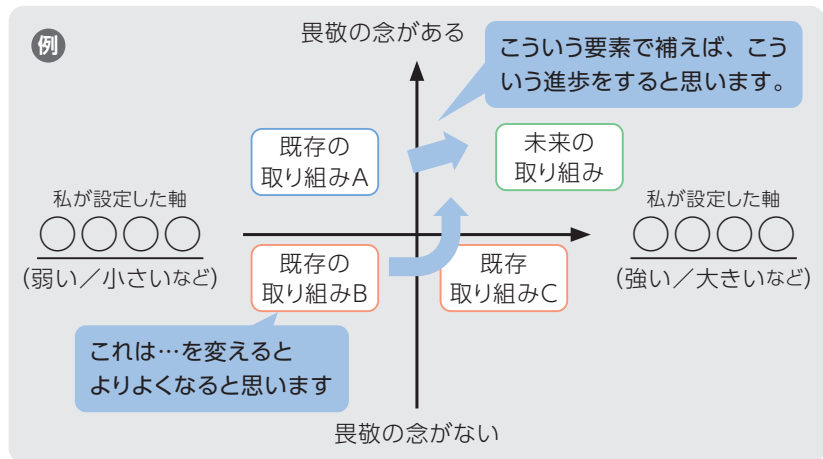 例
畏敬の念がある
こういう要素で補えば、こう
いう進歩をすると思います。
既存の
取り組みA
未来の
取り組み
私が設定した軸
○○○○
(弱い／小さいなど)
私が設定した軸
○○○○
(強い／大きいなど)
既存の
取り組みB
既存
取り組みC
これは…を変えると
よりよくなると思います
畏敬の念がない